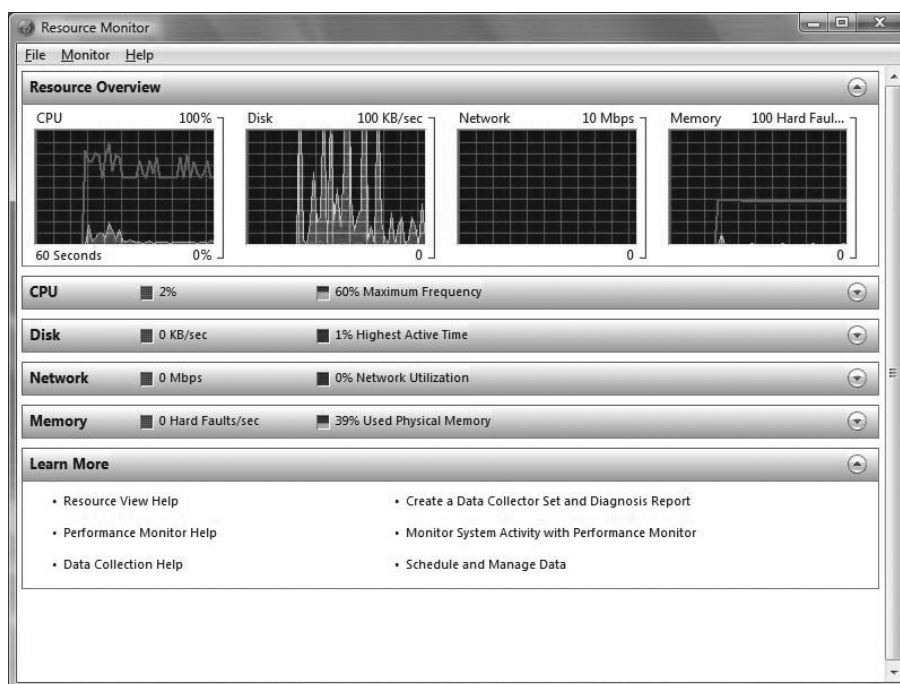 Resource Monitor
File Monitor Help
Resource Overview
CPU 100% Disk 100 KB/sec Network 10 Mbps Memory 100 Hard Faul...
60 Seconds 0% 0 0 0
CPU 2% 60% Maximum Frequency
Disk 0 KB/sec 1% Highest Active Time
Network 0 Mbps 0% Network Utilization
Memory 0 Hard Faults/sec 39% Used Physical Memory
Learn More
• Resource View Help • Create a Data Collector Set and Diagnosis Report
• Performance Monitor Help • Monitor System Activity with Performance Monitor
• Data Collection Help • Schedule and Manage Data